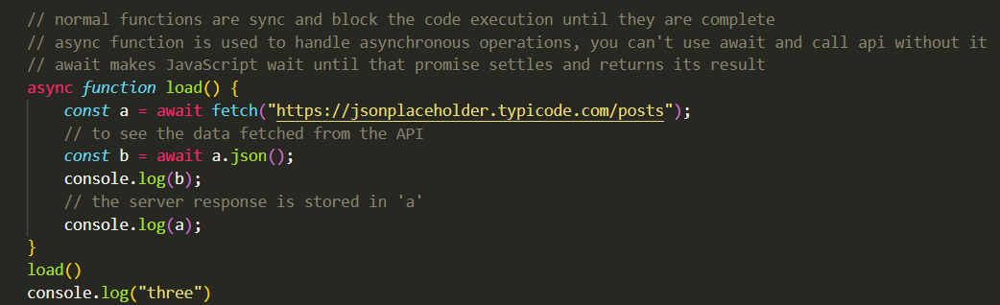 // normal functions are sync and block the code execution until they are complete
// async function is used to handle asynchronous operations, you can't use await and call api without it
// await makes JavaScript wait until that promise settles and returns its result
async function load() {
    const a = await fetch("https://jsonplaceholder.typicode.com/posts");
    // to see the data fetched from the API
    const b = await a.json();
    console.log(b);
    // the server response is stored in 'a'
    console.log(a);
}
load()
console.log("three")